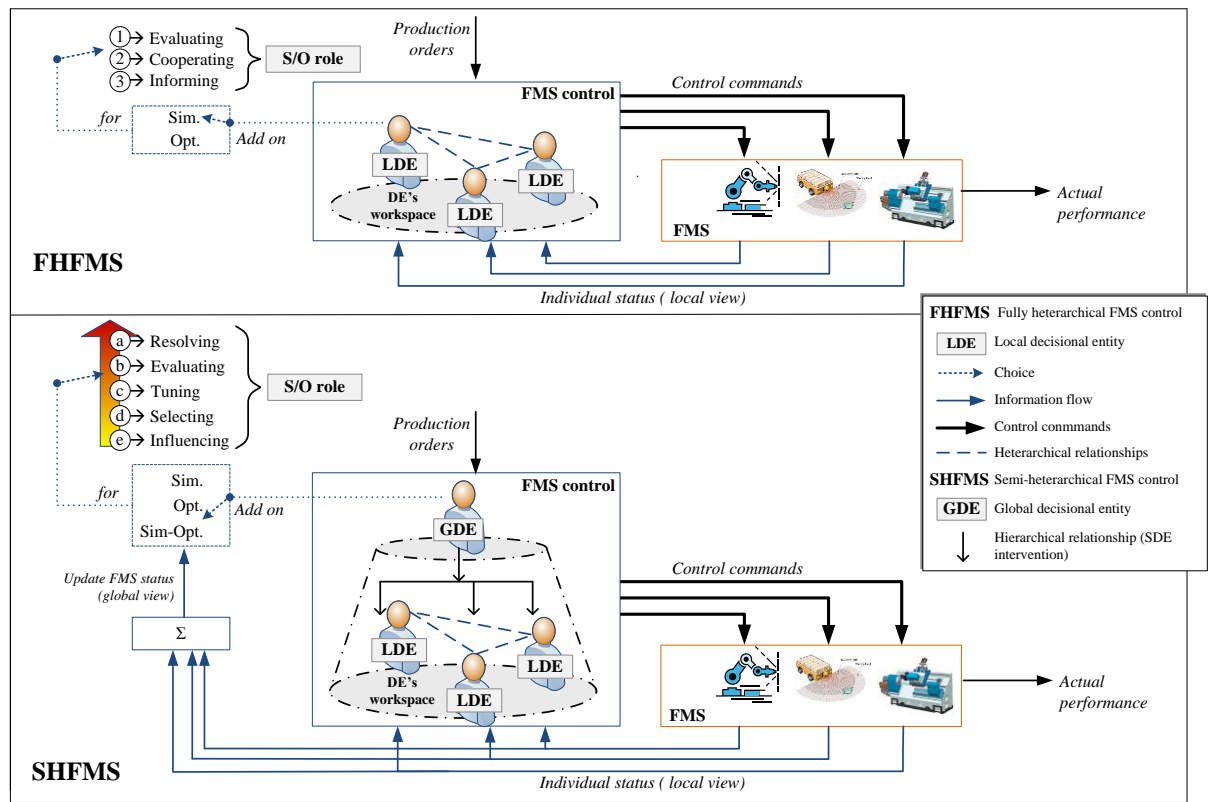 1 Evaluating
2 Cooperating
3 Informing
S/O role
for
Sim.
Opt.
Add on
Production
orders
FMS control
LDE
LDE
LDE
DE's
workspace
Control commands
FMS
Actual
performance
Individual status ( local view)
FHFMS
a Resolving
b Evaluating
c Tuning
d Selecting
e Influencing
S/O role
for
Sim.
Opt.
Sim-Opt.
Add on
Update FMS status
(global view)
Σ
Production
orders
FMS control
GDE
LDE
LDE
LDE
DE's
workspace
Control commands
FMS
Actual
performance
Individual status ( local view)
SHFMS
FHFMS Fully heterarchical FMS control
LDE Local decisional entity
Choice
Information flow
Control conmmands
Heterarchical relationships
SHFMS Semi-heterarchical FMS control
GDE Global decisional entity
Hierarchical relationship (SDE
intervention)